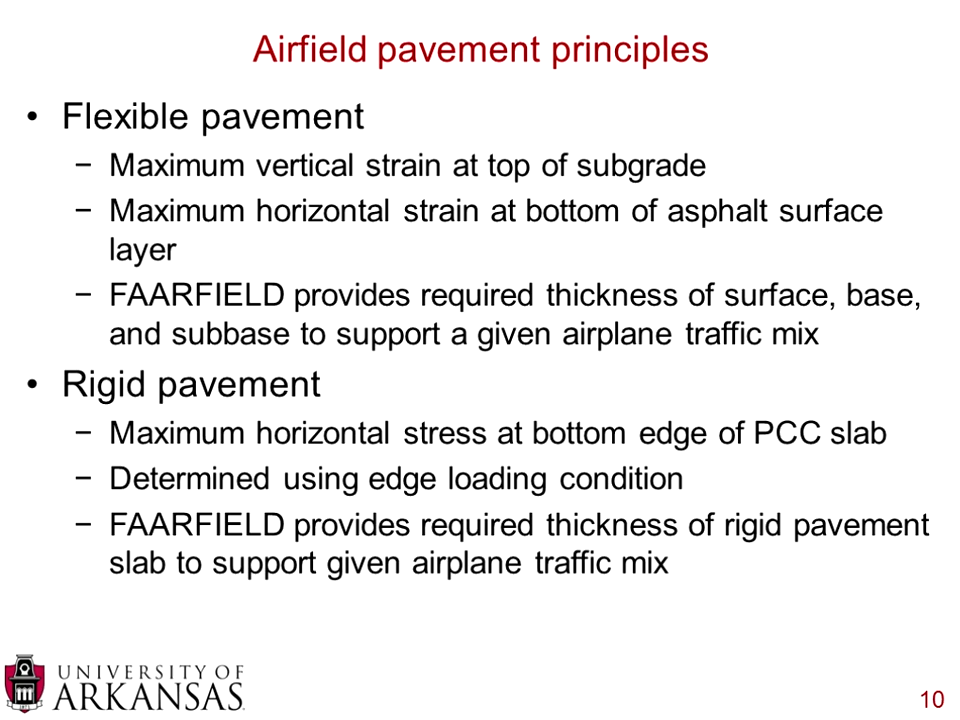 Airfield pavement principles
• Flexible pavement
− Maximum vertical strain at top of subgrade
− Maximum horizontal strain at bottom of asphalt surface
layer
− FAARFIELD provides required thickness of surface, base,
and subbase to support a given airplane traffic mix
• Rigid pavement
− Maximum horizontal stress at bottom edge of PCC slab
− Determined using edge loading condition
− FAARFIELD provides required thickness of rigid pavement
slab to support given airplane traffic mix
UNIVERSITY OF
ARKANSAS
10